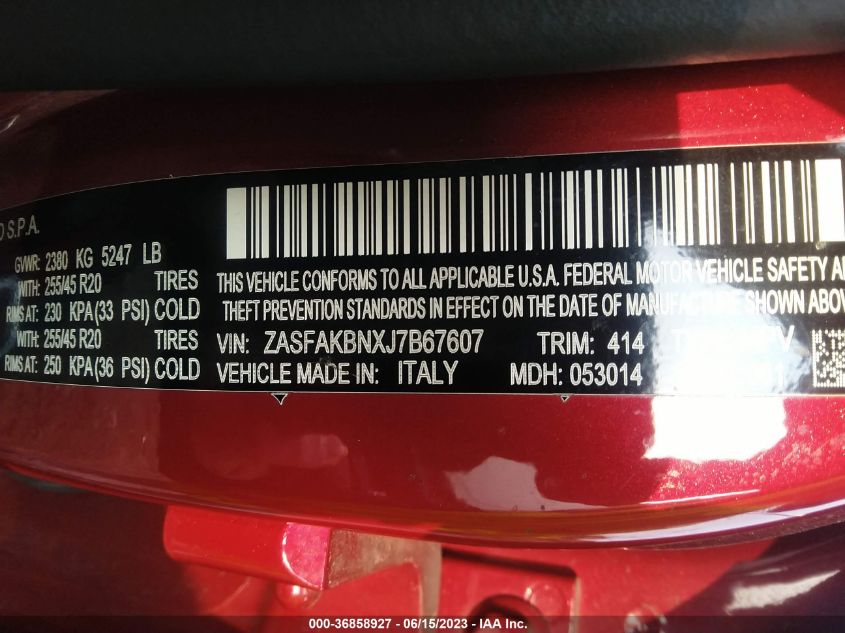 S.P.A.
GVWR: 2380 KG 5247 LB
WITH: 255/45 R20 TIRES
RIMS AT: 230 KPA(33 PSI) COLD
WITH: 255/45 R20 TIRES
RIMS AT: 250 KPA(36 PSI) COLD
THIS VEHICLE CONFORMS TO ALL APPLICABLE U.S.A. FEDERAL MOTOR VEHICLE SAFETY
THEFT PREVENTION STANDARDS IN EFFECT ON THE DATE OF MANUFACTURE SHOWN ABOV
VIN: ZASFAKBNXJ7B67607 TRIM: 414
VEHICLE MADE IN: ITALY MDH: 053014
000-36858927 - 06/15/2023 - IAA Inc.